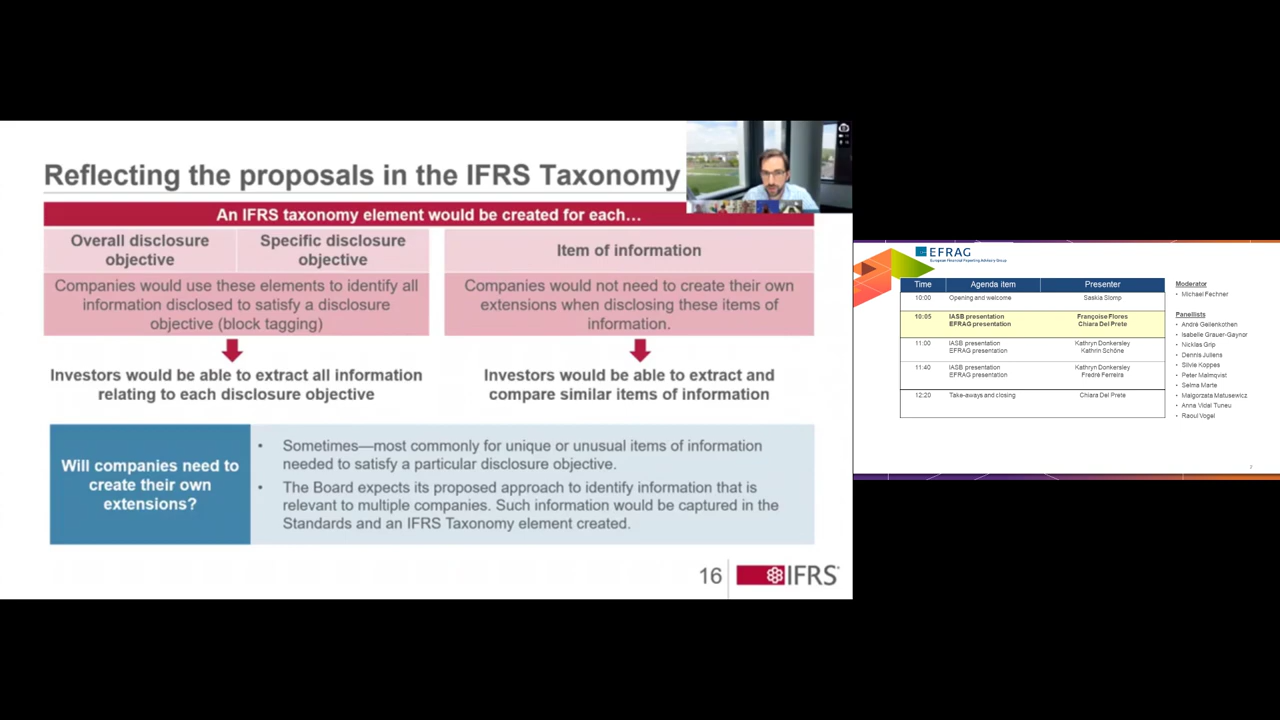 Reflecting the proposals in the IFRS Taxonomy
An IFRS taxonomy element would be created for each…
Overall disclosure
objective
Specific disclosure
objective
Item of information
Companies would use these elements to identify all
information disclosed to satisfy a disclosure
objective (block tagging)
Companies would not need to create their own
extensions when disclosing these items of
information.
Investors would be able to extract all information
relating to each disclosure objective
Investors would be able to extract and
compare similar items of information
Will companies need to
create their own
extensions?
• Sometimes—most commonly for unique or unusual items of information
needed to satisfy a particular disclosure objective.
• The Board expects its proposed approach to identify information that is
relevant to multiple companies. Such information would be captured in the
Standards and an IFRS Taxonomy element created.
16
IFRS
EFRAG
European Financial Reporting Advisory Group
Time Agenda item Presenter
10:00 Opening and welcome Saskia Slomp
10:05 IASB presentation Françoise Flores
EFRAG presentation Chiara Del Prete
11:00 IASB presentation Kathryn Donkersley
EFRAG presentation Kathrin Schöne
11:40 IASB presentation Kathryn Donkersley
EFRAG presentation Fredré Ferreira
12:20 Take-aways and closing Chiara Del Prete
Moderator
• Michael Fechner
Panellists
• André Geilenkothen
• Isabelle Grauer-Gaynor
• Nicklas Grip
• Dennis Jullens
• Silvie Koppes
• Peter Malmqvist
• Selma Marte
• Malgorzata Matusewicz
• Anna Vidal Tuneu
• Raoul Vogel